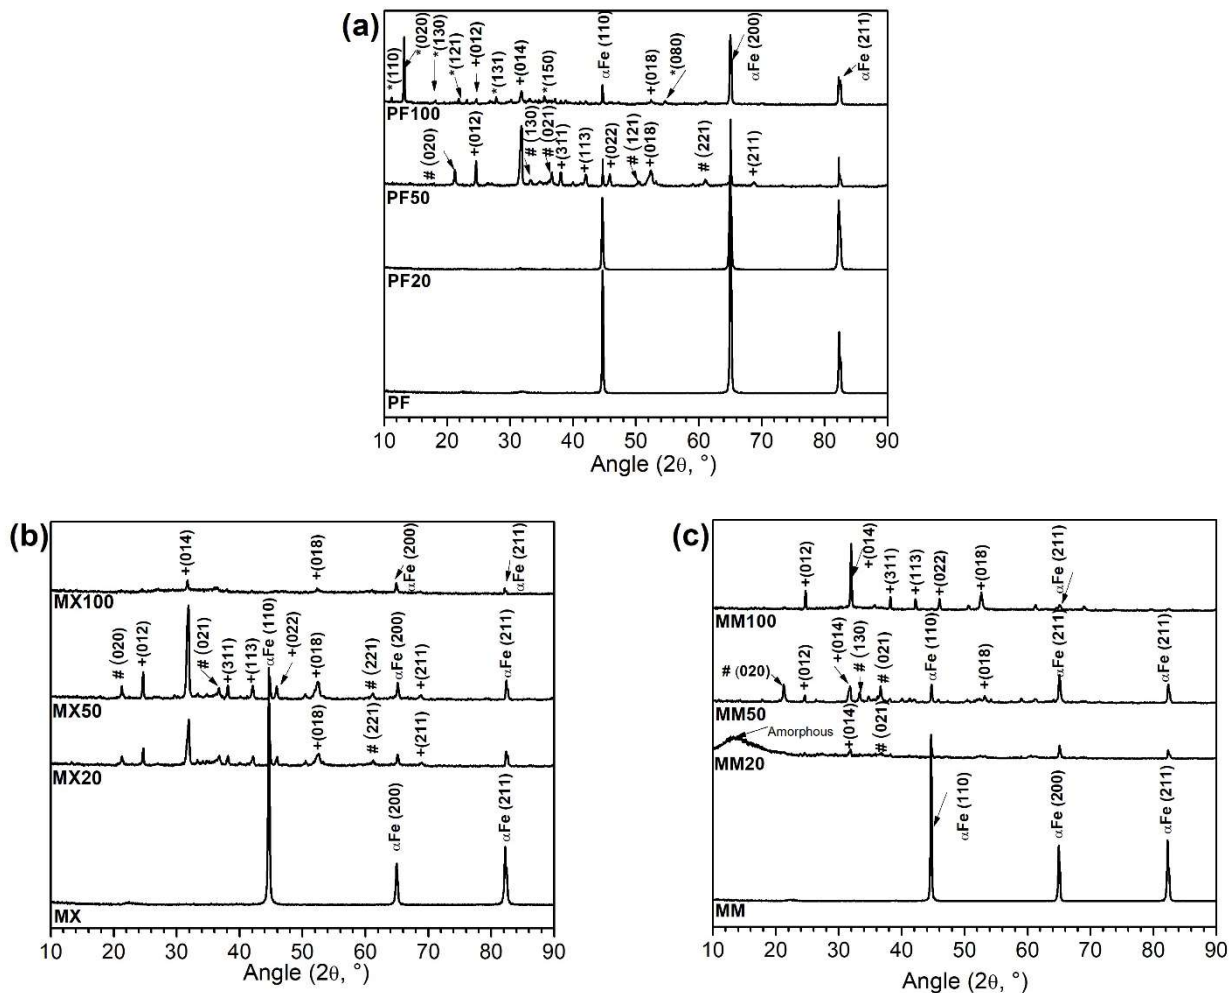 (a)
*(110)
*(020)
*(130)
*(121)
+(012)
*(131)
+(014)
*(150)
αFe (110)
+(018)
*(080)
αFe (200)
αFe (211)
PF100
# (020)
+(012)
# (130)
# (021)
+(311)
+(113)
+(022)
# (121)
+(018)
# (221)
+(211)
PF50
PF20
PF
10 20 30 40 50 60 70 80 90
Angle (2θ, °)
(b)
+(014)
+(018)
αFe (200)
αFe (211)
MX100
# (020)
+(012)
# (021)
+(311)
+(113)
αFe (110)
+(022)
+(018)
# (221)
αFe (200)
+(211)
αFe (211)
MX50
+(018)
# (221)
+(211)
MX20
αFe (200)
αFe (211)
MX
10 20 30 40 50 60 70 80 90
Angle (2θ, °)
(c)
+(012)
+(014)
+(311)
+(113)
+(022)
+(018)
αFe (211)
MM100
# (020)
+(012)
+(014)
# (130)
# (021)
αFe (110)
+(018)
αFe (211)
αFe (211)
MM50
Amorphous
+(014)
# (021)
MM20
αFe (110)
αFe (200)
αFe (211)
MM
10 20 30 40 50 60 70 80 90
Angle (2θ, °)